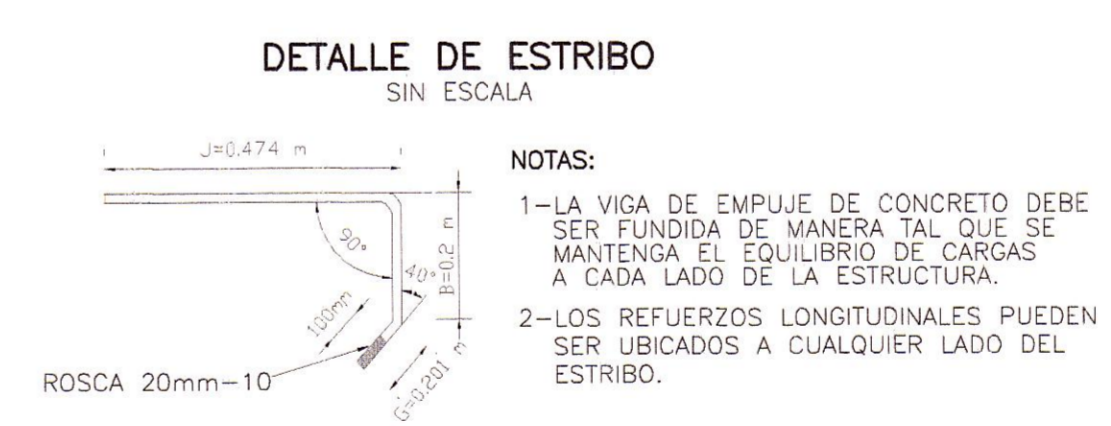 DETALLE DE ESTRIBO
SIN ESCALA
J=0.474 m
NOTAS:
1-LA VIGA DE EMPUJE DE CONCRETO DEBE
SER FUNDIDA DE MANERA TAL QUE SE
MANTENGA EL EQUILIBRIO DE CARGAS
A CADA LADO DE LA ESTRUCTURA.
90°
40°
B=0.2 m
100mm
2-LOS REFUERZOS LONGITUDINALES PUEDEN
SER UBICADOS A CUALQUIER LADO DEL
ESTRIBO.
ROSCA 20mm-10
G=0.201 m